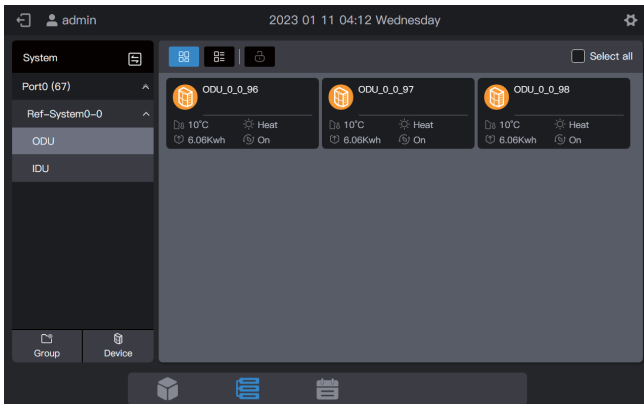 admin
2023 01 11 04:12 Wednesday
System
Select all
Port0 (67)
Ref-System0-0
ODU
IDU
ODU_0_0_96
10°C
Heat
6.06Kwh
On
ODU_0_0_97
10°C
Heat
6.06Kwh
On
ODU_0_0_98
10°C
Heat
6.06Kwh
On
Group
Device